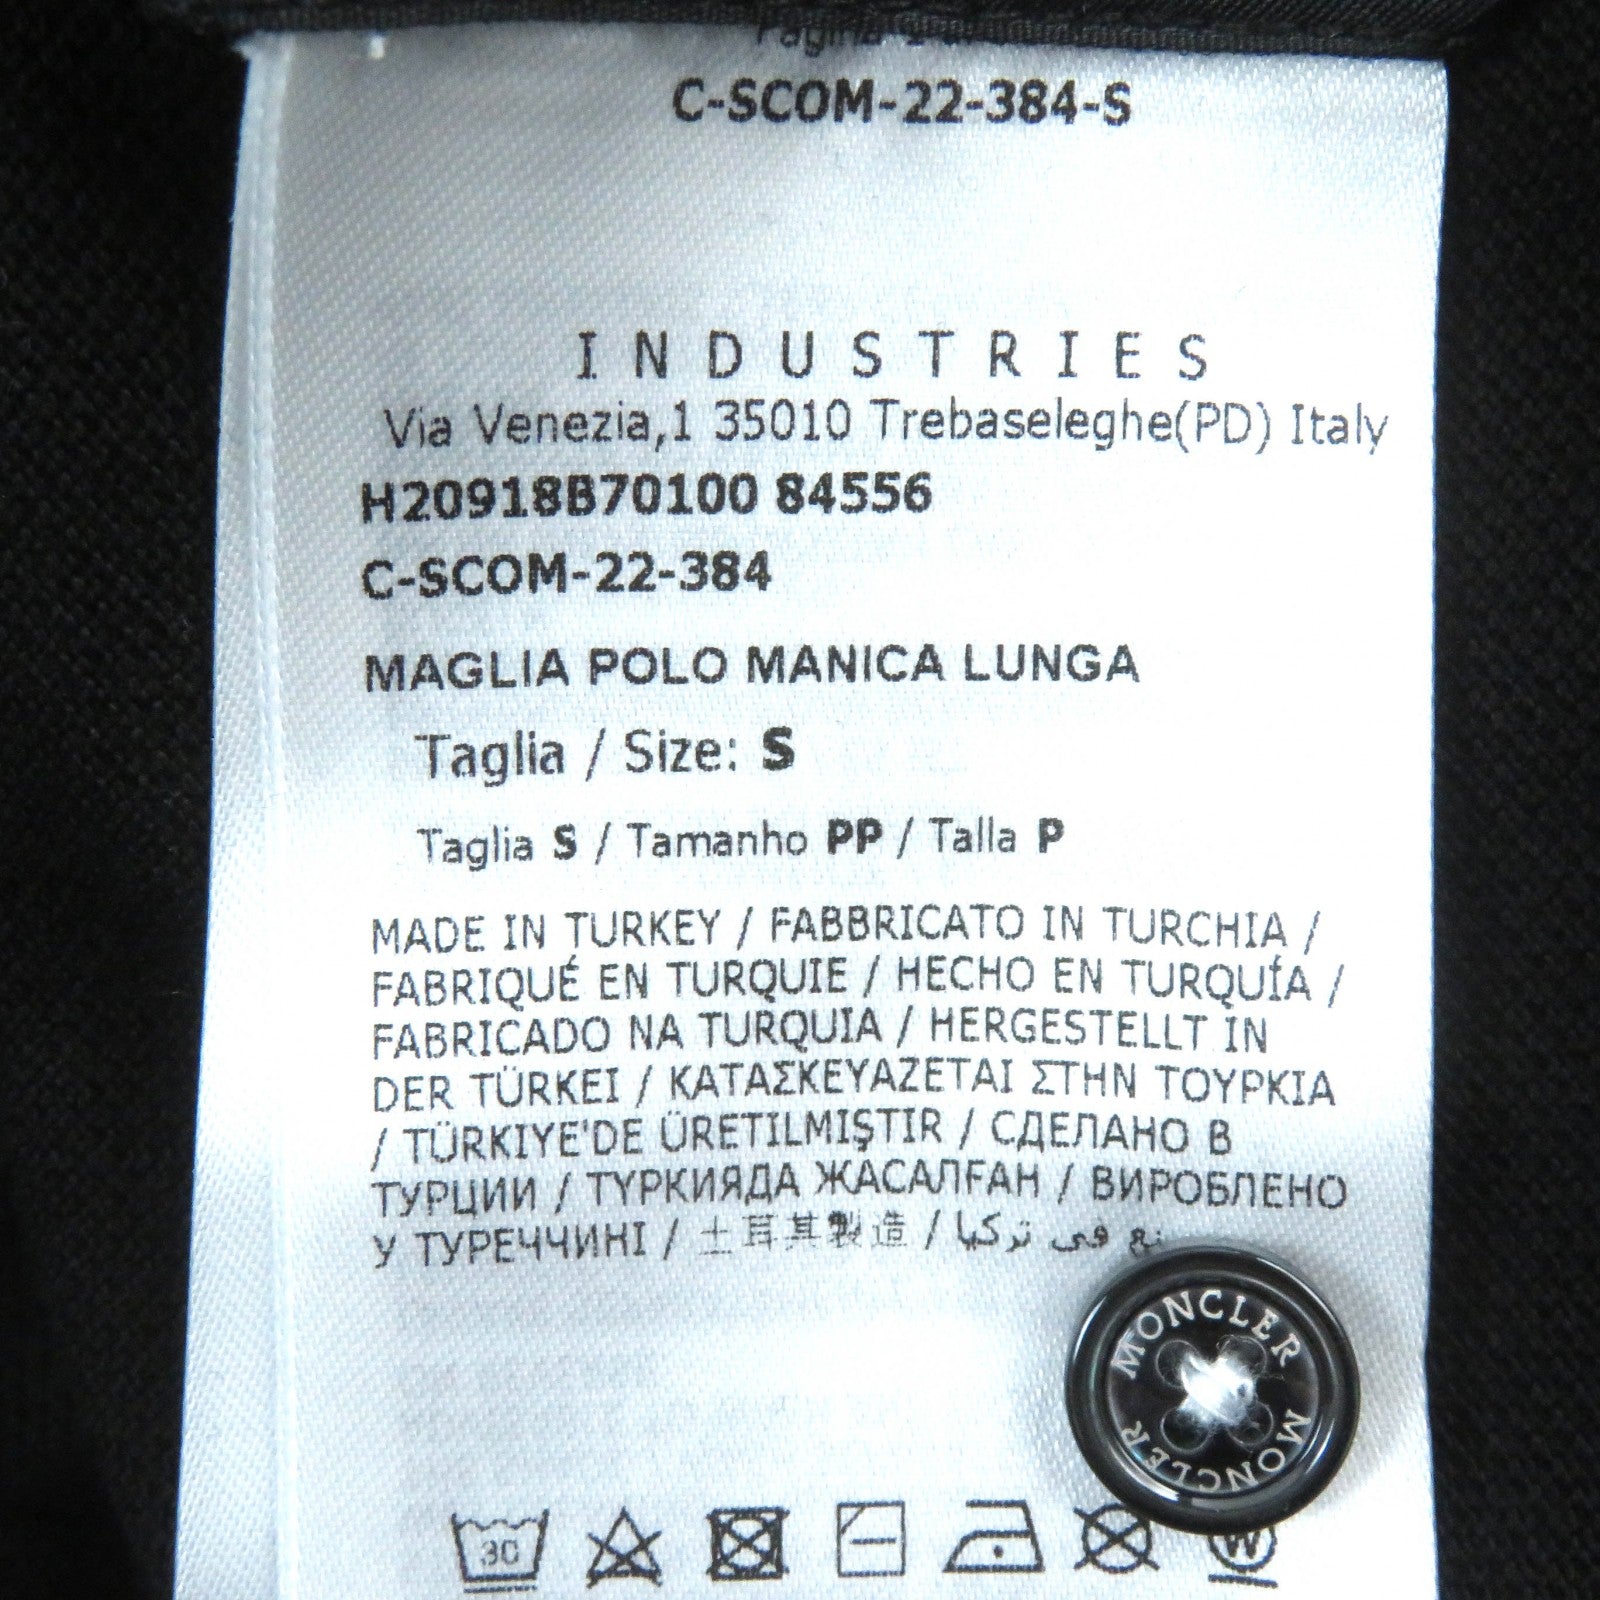 C-SCOM-22-384-S
INDUSTRIES
Via Venezia,1 35010 Trebaseleghe(PD) Italy
H20918B70100 84556
C-SCOM-22-384
MAGLIA POLO MANICA LUNGA
Taglia / Size: S
Taglia S / Tamanho PP / Talla P
MADE IN TURKEY / FABBRICATO IN TURCHIA /
FABRIQUÉ EN TURQUIE / HECHO EN TURQUÍA /
FABRICADO NA TURQUIA / HERGESTELLT IN
DER TÜRKEI / ΚΑΤΑΣΚΕΥΑΖΕΤΑΙ ΣΤΗΝ ΤΟΥΡΚΙΑ
/ TÜRKIYE'DE ÜRETILMIŞTIR / СДЕЛАНО В
ТУРЦИИ / ТҮРКИЯДА ЖАСАЛҒАН / ВИРОБЛЕНО
У ТУРЕЧЧИНІ / 土耳其製造 / في تركيا
MONCLER
MONCLER
30
W